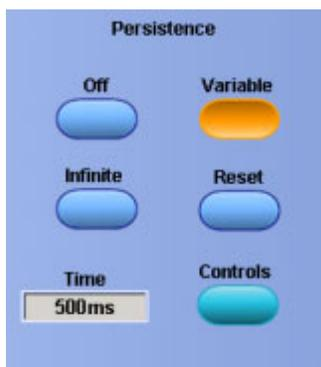 Persistence
Off Variable
Infinite Reset
Time Controls
500ms